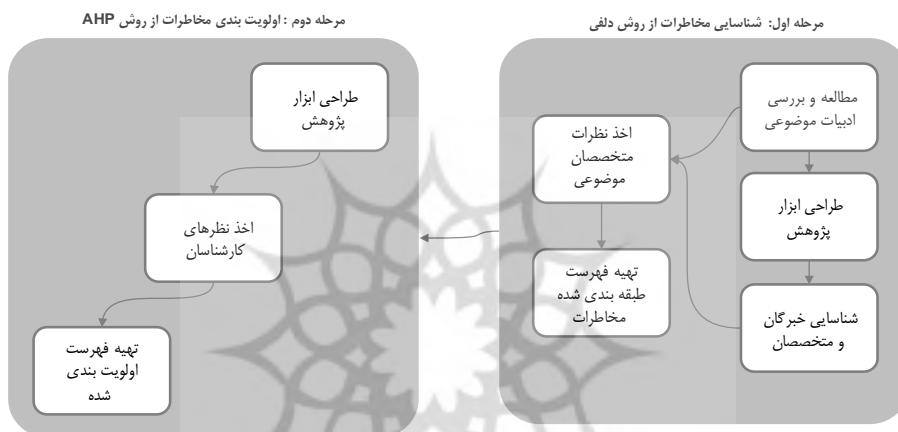 مرحله اول: شناسایی مخاطرات از روش دلفی
مطالعه و بررسی
ادبیات موضوعی
طراحی ابزار
پژوهش
شناسایی خبرگان
و متخصصان
اخذ نظرات
متخصصان
موضوعی
تهیه فهرست
طبقه بندی شده
مخاطرات
مرحله دوم : اولویت بندی مخاطرات از روش AHP
طراحی ابزار
پژوهش
اخذ نظرهای
کارشناسان
تهیه فهرست
اولویت بندی
شده